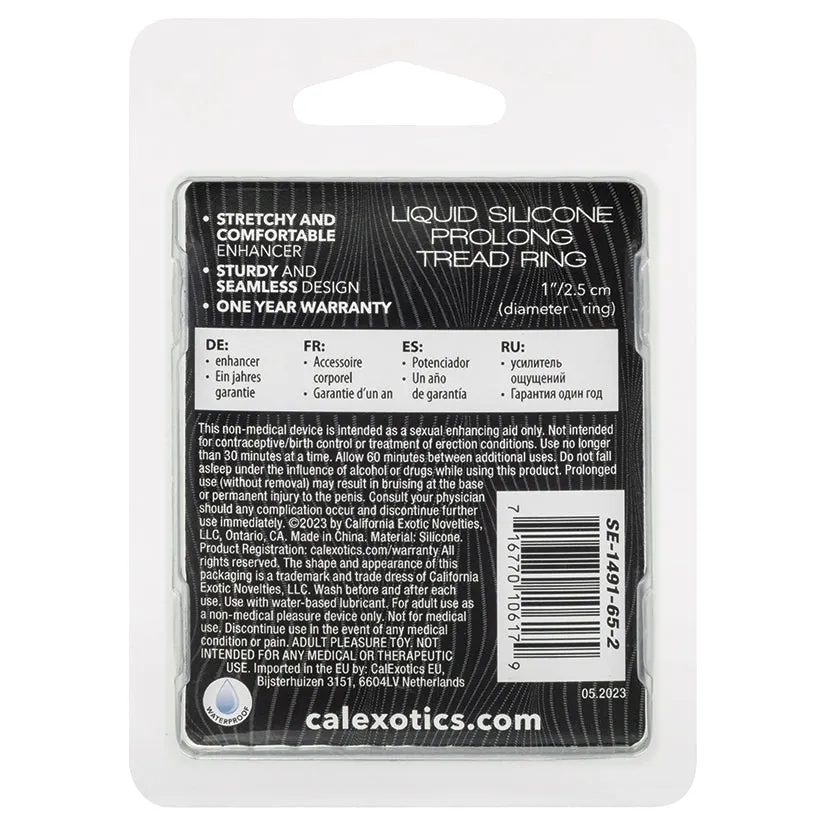 • STRETCHY AND
COMFORTABLE
ENHANCER
• STURDY AND
SEAMLESS DESIGN
• ONE YEAR WARRANTY
LIQUID SILICONE
PROLONG
TREAD RING
1"/2.5 cm
(diameter - ring)
DE:
• enhancer
• Ein jahres
garantie
FR:
• Accessoire
corporel
• Garantie d'un an
ES:
• Potenciador
• Un año
de garantía
RU:
• усилитель
ощущений
• Гарантия один год
This non-medical device is intended as a sexual enhancing aid only. Not intended
for contraceptive/birth control or treatment of erection conditions. Use no longer
than 30 minutes at a time. Allow 60 minutes between additional uses. Do not fall
asleep under the influence of alcohol or drugs while using this product. Prolonged
use (without removal) may result in bruising at the base
or permanent injury to the penis. Consult your physician
should any complication occur and discontinue further
use immediately. ©2023 by California Exotic Novelties,
LLC, Ontario, CA. Made in China. Material: Silicone.
Product Registration: calexotics.com/warranty All
rights reserved. The shape and appearance of this
packaging is a trademark and trade dress of California
Exotic Novelties, LLC. Wash before and after each
use. Use with water-based lubricant. For adult use as
a non-medical pleasure device only. Not for medical
use. Discontinue use in the event of any medical
condition or pain. ADULT PLEASURE TOY. NOT
INTENDED FOR ANY MEDICAL OR THERAPEUTIC
USE. Imported in the EU by: CalExotics EU,
Bijsterhuizen 3151, 6604LV Netherlands
7 16770 10617 9
SE-1491-65-2
05.2023
WATERPROOF
calexotics.com